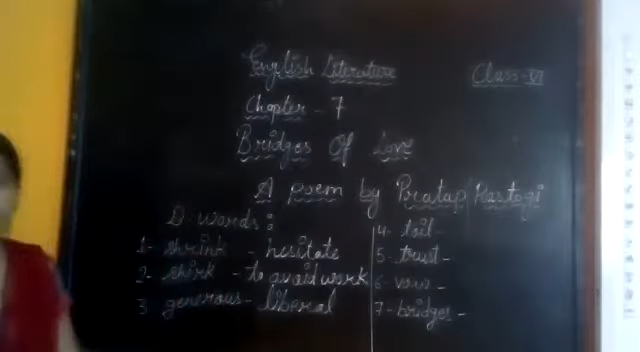 English Literature
Class-VI
Chapter - 7
Bridges Of Love
A poem by Pratap Rastogi
D. words:
1- shrink - hesitate
2- shirk - to avoid work
3 generous - liberal
4- toil-
5- trust-
6- vow-
7- bridges-